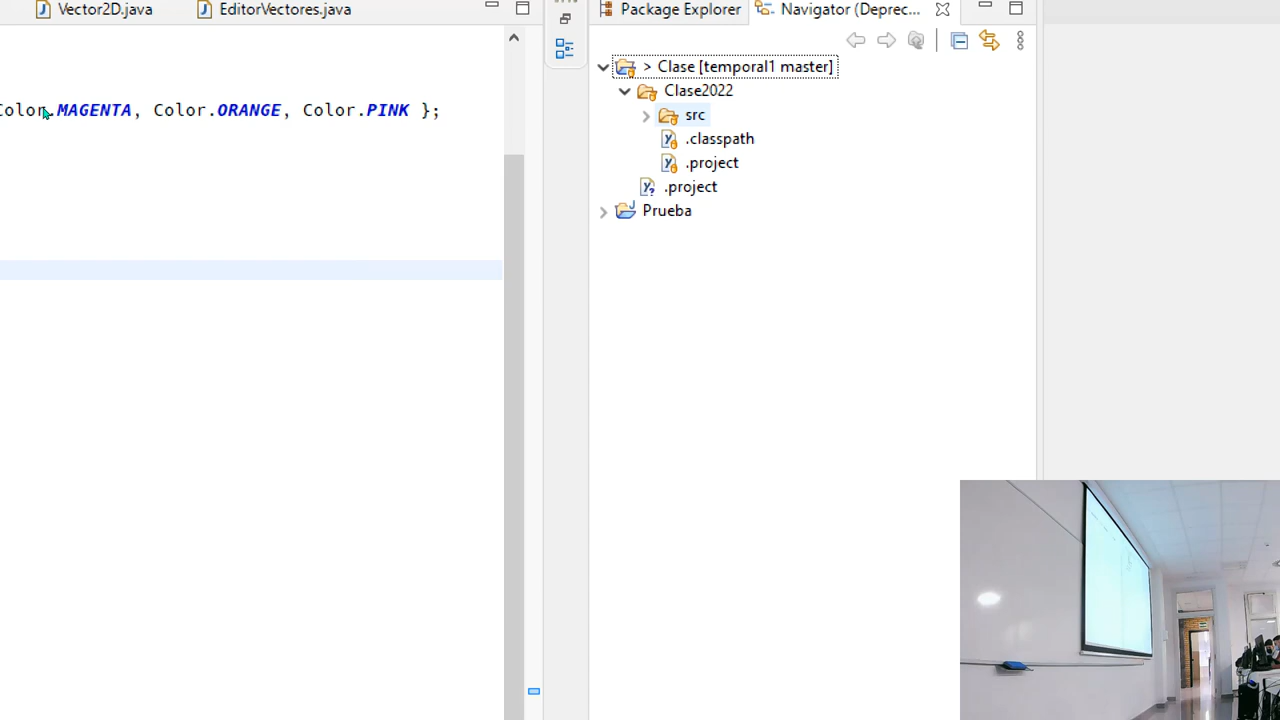 Vector2D.java
EditorVectores.java
Package Explorer
Navigator (Deprec...
Color.MAGENTA, Color.ORANGE, Color.PINK };
> Clase [temporal1 master]
Clase2022
src
.classpath
.project
.project
Prueba